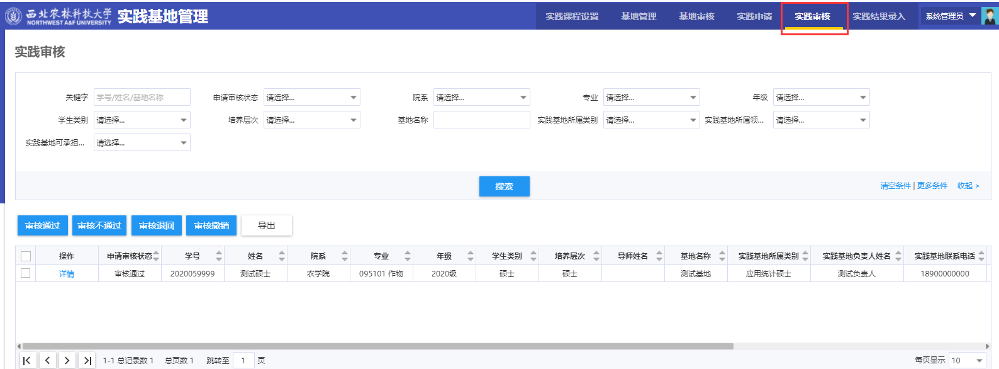 西北农林科技大学
NORTHWEST A&F UNIVERSITY
实践基地管理
实践课程设置 基地管理 基地审核 实践申请 实践审核 实践结果录入 系统管理员
实践审核
关键字 学号/姓名/基地名称 申请审核状态 请选择... 院系 请选择... 专业 请选择... 年级 请选择...
学生类别 请选择... 培养层次 请选择... 基地名称 实践基地所属类别 请选择... 实践基地所属领... 请选择...
实践基地可承担... 请选择...
搜索 清空条件 | 更多条件 收起 >
审核通过 审核不通过 审核退回 审核撤销 导出
操作 申请审核状态 学号 姓名 院系 专业 年级 学生类别 培养层次 导师姓名 基地名称 实践基地所属类别 实践基地负责人姓名 实践基地联系电话
详情 审核通过 2020059999 测试硕士 农学院 095101 作物 2020级 硕士 硕士 测试基地 应用统计硕士 测试负责人 18900000000
1-1 总记录数 1 总页数 1 跳转至 1 页 每页显示 10